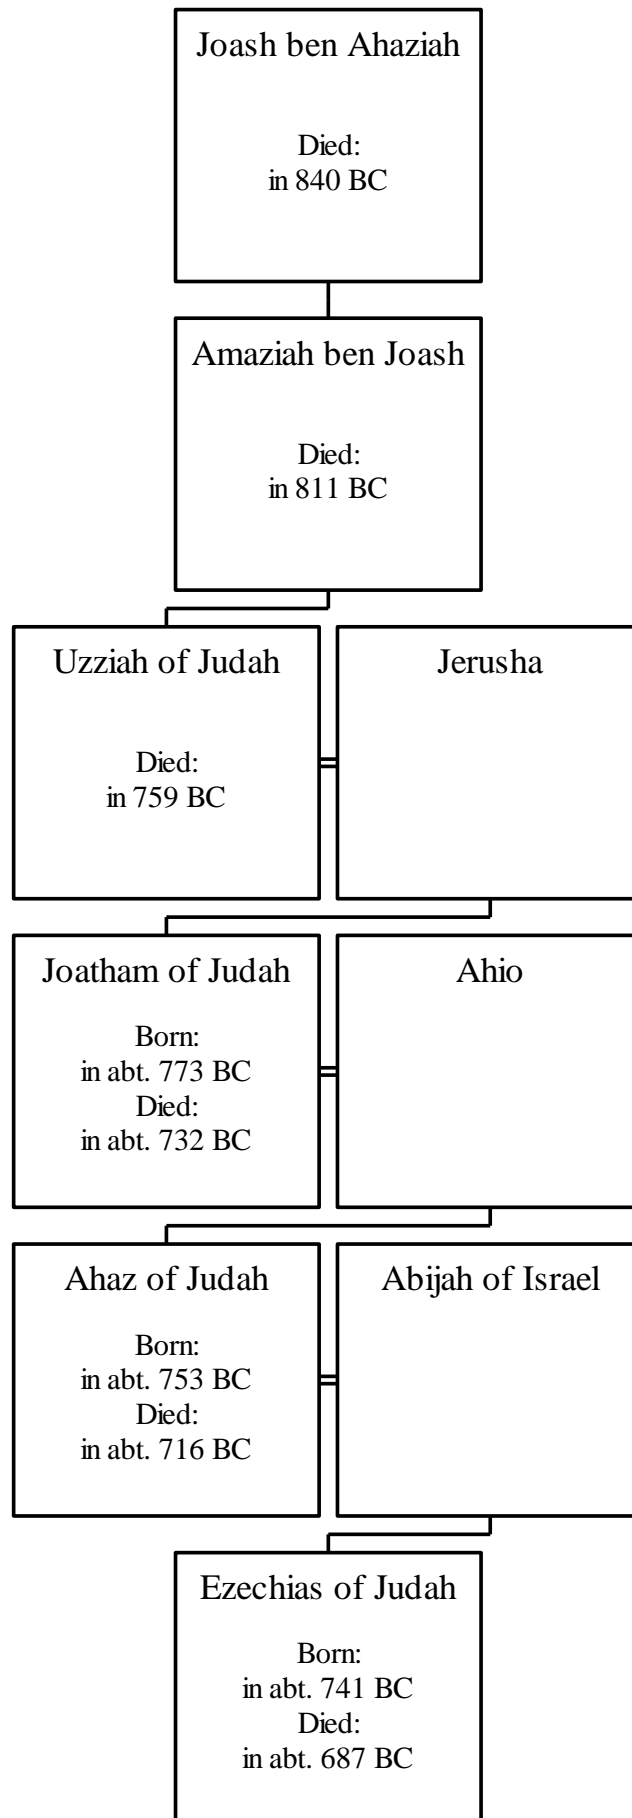 Joash ben Ahaziah
Died:
in 840 BC
Amaziah ben Joash
Died:
in 811 BC
Uzziah of Judah
Died:
in 759 BC
Jerusha
Joatham of Judah
Born:
in abt. 773 BC
Died:
in abt. 732 BC
Ahio
Ahaz of Judah
Born:
in abt. 753 BC
Died:
in abt. 716 BC
Abijah of Israel
Ezechias of Judah
Born:
in abt. 741 BC
Died:
in abt. 687 BC